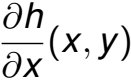 ∂h/∂x (x, y)